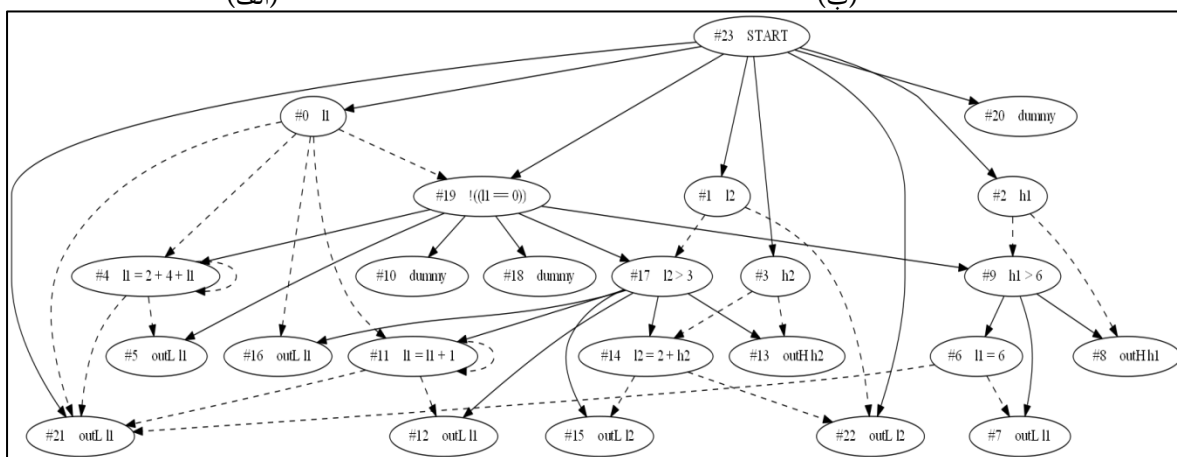 (الف) (ب)
#23 START
#0 l1
#20 dummy
#19 !((l1 == 0))
#1 l2
#2 h1
#4 l1 = 2 + 4 + l1
#10 dummy
#18 dummy
#17 l2 > 3
#3 h2
#9 h1 > 6
#5 outL l1
#16 outL l1
#11 l1 = l1 + 1
#14 l2 = 2 + h2
#13 outH h2
#6 l1 = 6
#8 outH h1
#21 outL l1
#12 outL l1
#15 outL l2
#22 outL l2
#7 outL l1